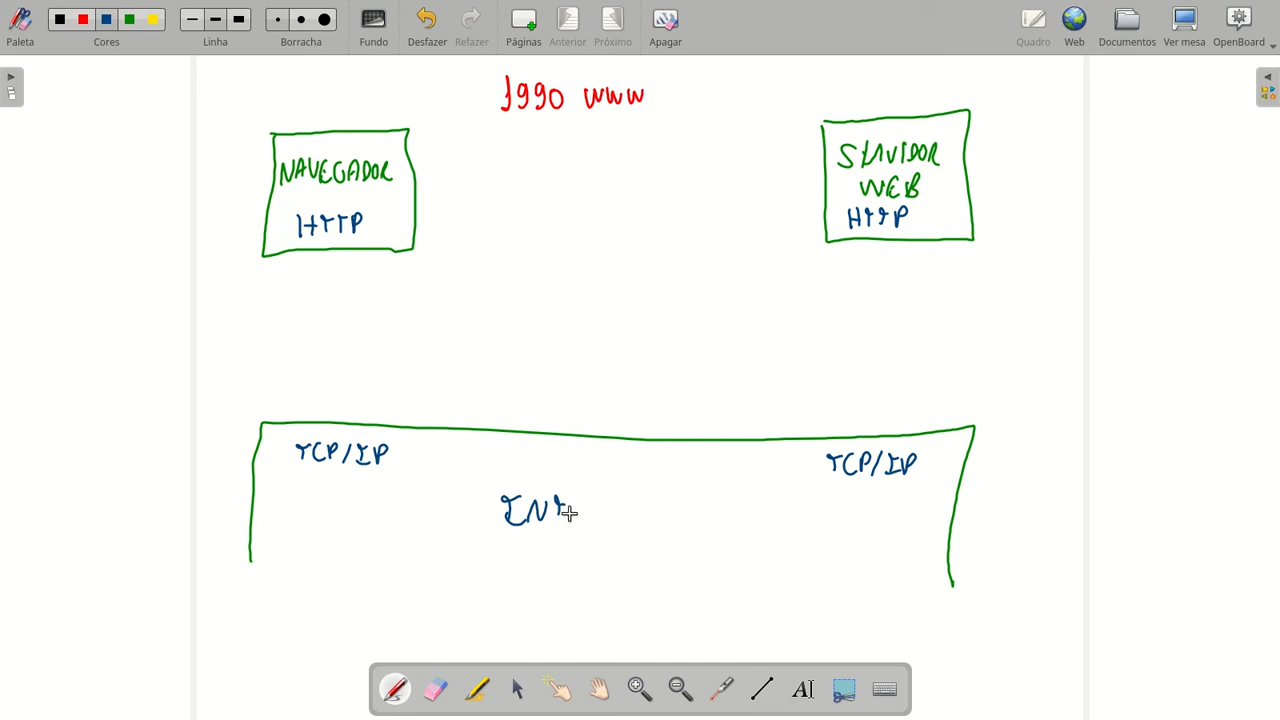 Paleta
Cores
Linha
Borracha
Fundo
Desfazer
Refazer
Páginas
Anterior
Próximo
Apagar
Quadro
Web
Documentos
Ver mesa
OpenBoard
1990 WWW
NAVEGADOR
HTTP
SERVIDOR
WEB
HTTP
TCP/IP
TCP/IP
INT
AI